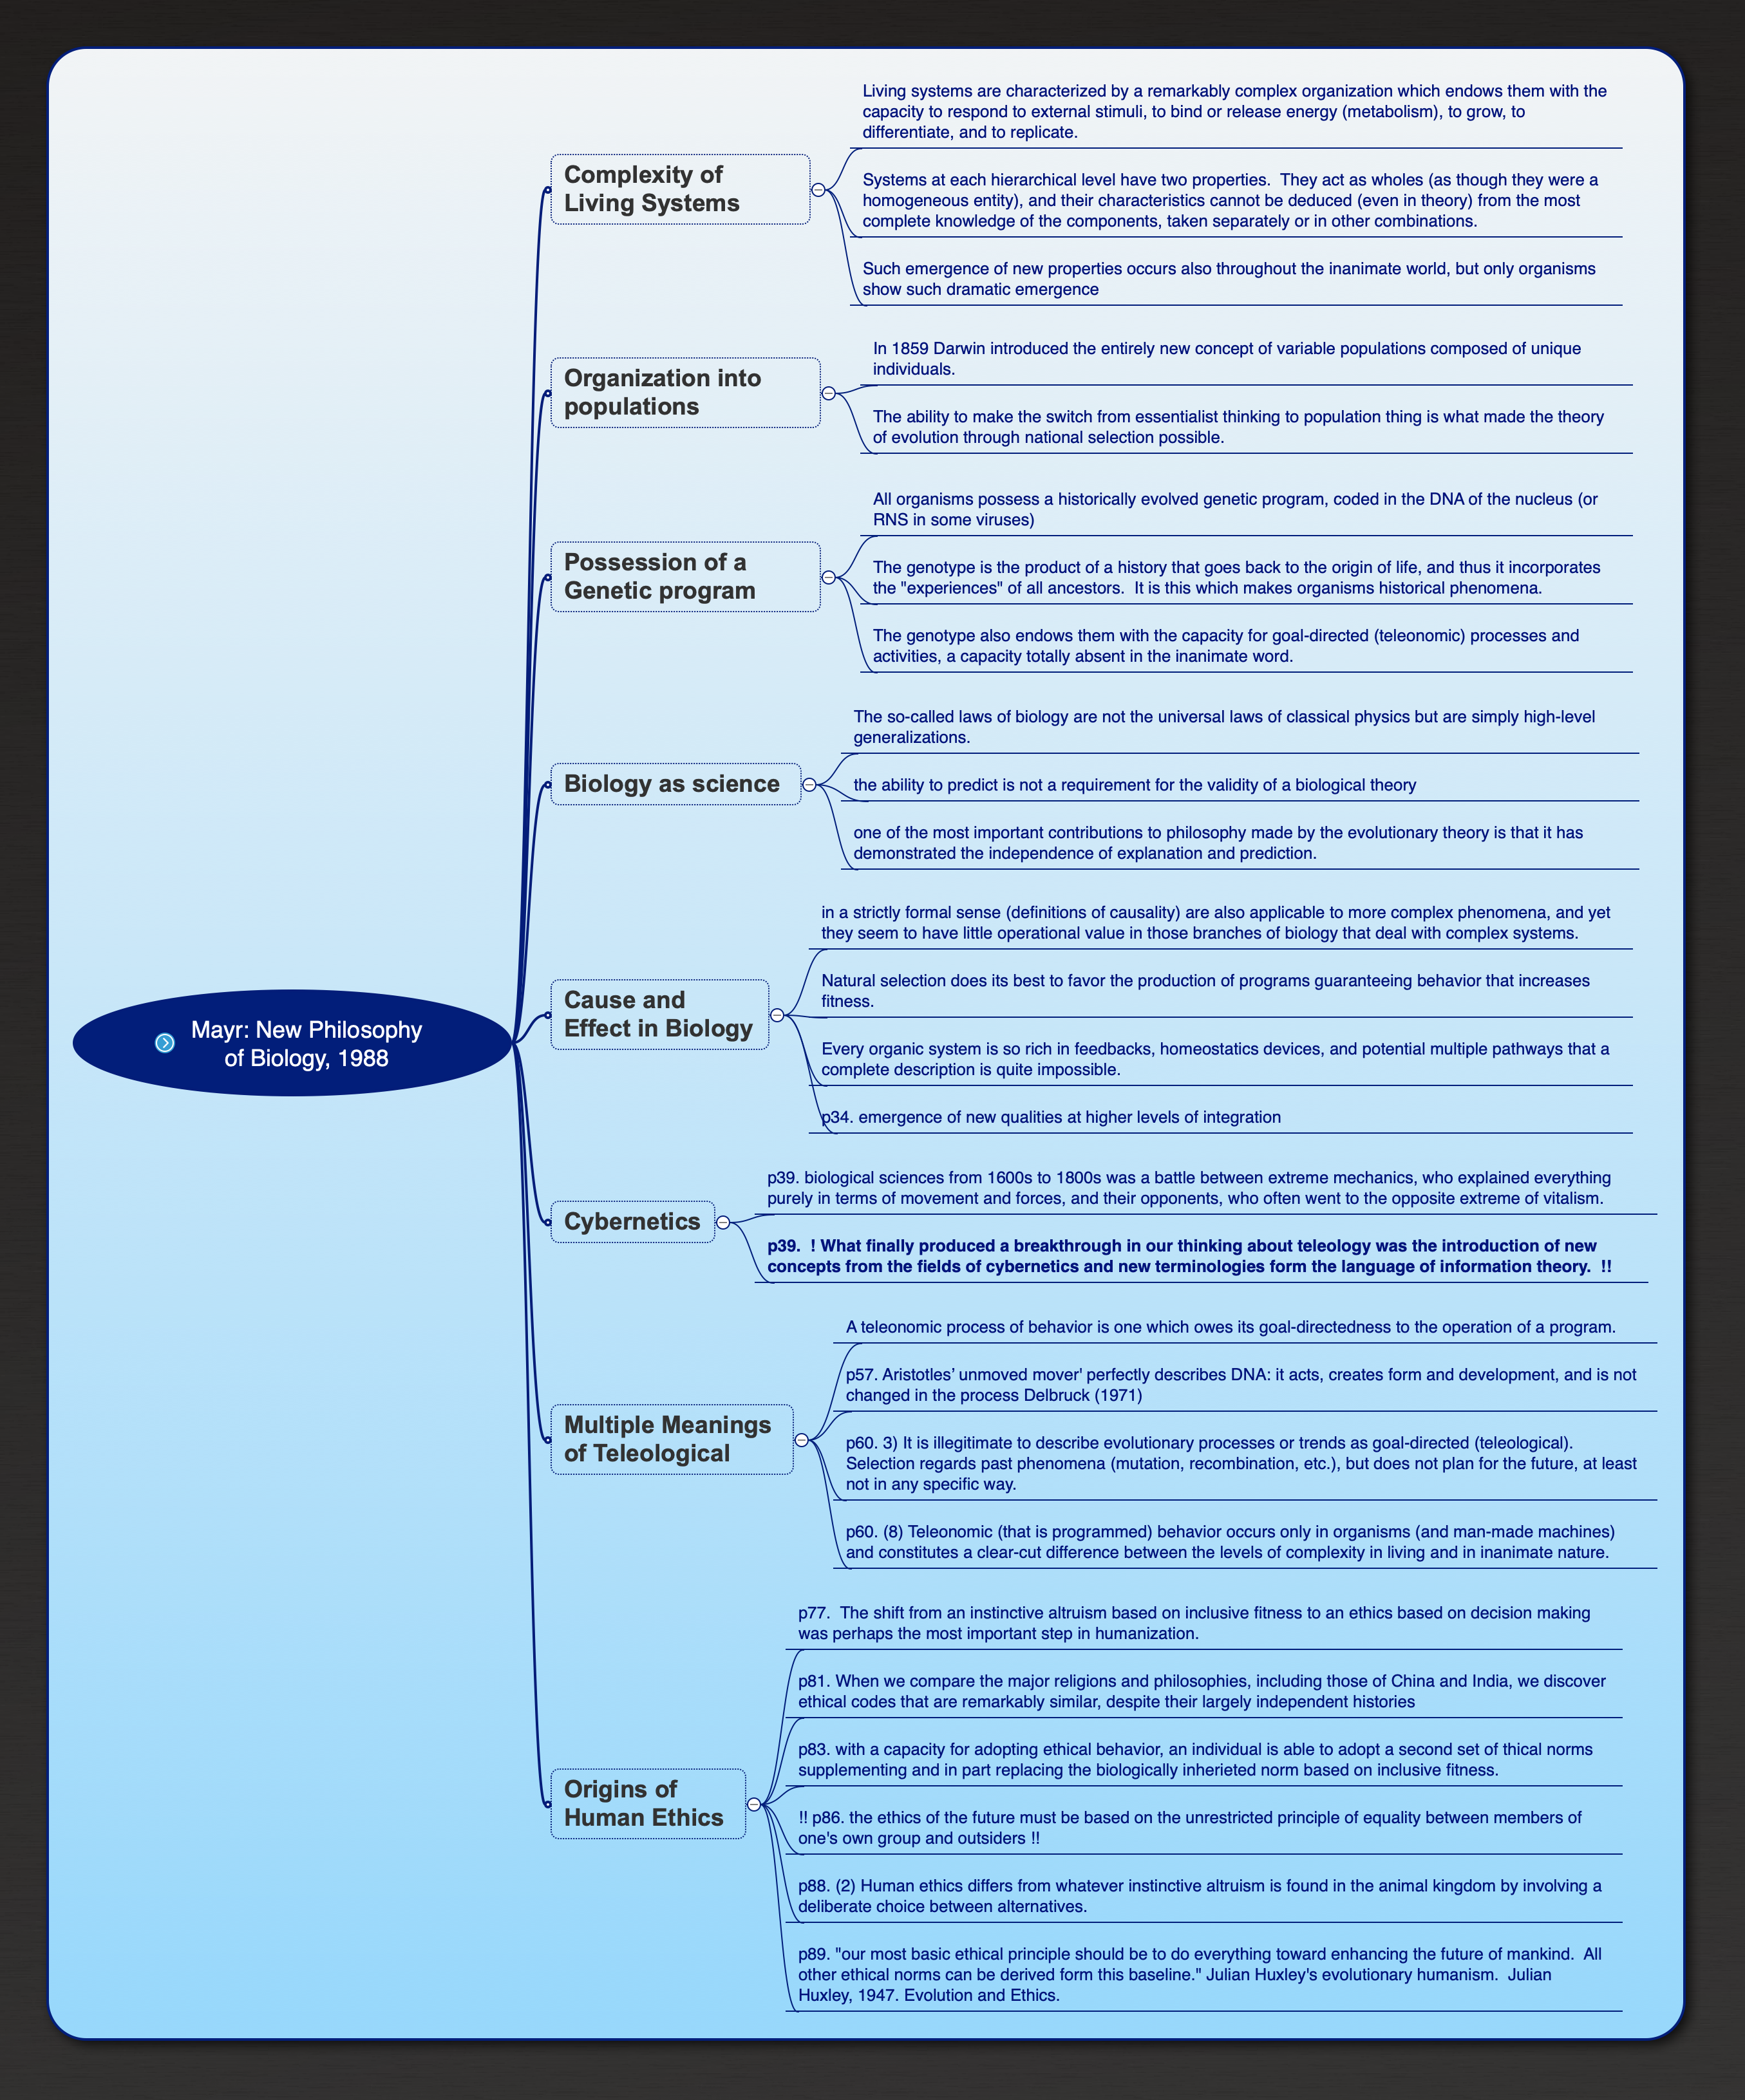 Mayr: New Philosophy
of Biology, 1988
Complexity of
Living Systems
Living systems are characterized by a remarkably complex organization which endows them with the
capacity to respond to external stimuli, to bind or release energy (metabolism), to grow, to
differentiate, and to replicate.
Systems at each hierarchical level have two properties.  They act as wholes (as though they were a
homogeneous entity), and their characteristics cannot be deduced (even in theory) from the most
complete knowledge of the components, taken separately or in other combinations.
Such emergence of new properties occurs also throughout the inanimate world, but only organisms
show such dramatic emergence
Organization into
populations
In 1859 Darwin introduced the entirely new concept of variable populations composed of unique
individuals.
The ability to make the switch from essentialist thinking to population thing is what made the theory
of evolution through national selection possible.
Possession of a
Genetic program
All organisms possess a historically evolved genetic program, coded in the DNA of the nucleus (or
RNS in some viruses)
The genotype is the product of a history that goes back to the origin of life, and thus it incorporates
the "experiences" of all ancestors.  It is this which makes organisms historical phenomena.
The genotype also endows them with the capacity for goal-directed (teleonomic) processes and
activities, a capacity totally absent in the inanimate word.
Biology as science
The so-called laws of biology are not the universal laws of classical physics but are simply high-level
generalizations.
the ability to predict is not a requirement for the validity of a biological theory
one of the most important contributions to philosophy made by the evolutionary theory is that it has
demonstrated the independence of explanation and prediction.
Cause and
Effect in Biology
in a strictly formal sense (definitions of causality) are also applicable to more complex phenomena, and yet
they seem to have little operational value in those branches of biology that deal with complex systems.
Natural selection does its best to favor the production of programs guaranteeing behavior that increases
fitness.
Every organic system is so rich in feedbacks, homeostatics devices, and potential multiple pathways that a
complete description is quite impossible.
p34. emergence of new qualities at higher levels of integration
Cybernetics
p39. biological sciences from 1600s to 1800s was a battle between extreme mechanics, who explained everything
purely in terms of movement and forces, and their opponents, who often went to the opposite extreme of vitalism.
p39.  ! What finally produced a breakthrough in our thinking about teleology was the introduction of new
concepts from the fields of cybernetics and new terminologies form the language of information theory.  !!
Multiple Meanings
of Teleological
A teleonomic process of behavior is one which owes its goal-directedness to the operation of a program.
p57. Aristotles’ unmoved mover' perfectly describes DNA: it acts, creates form and development, and is not
changed in the process Delbruck (1971)
p60. 3) It is illegitimate to describe evolutionary processes or trends as goal-directed (teleological).
Selection regards past phenomena (mutation, recombination, etc.), but does not plan for the future, at least
not in any specific way.
p60. (8) Teleonomic (that is programmed) behavior occurs only in organisms (and man-made machines)
and constitutes a clear-cut difference between the levels of complexity in living and in inanimate nature.
Origins of
Human Ethics
p77.  The shift from an instinctive altruism based on inclusive fitness to an ethics based on decision making
was perhaps the most important step in humanization.
p81. When we compare the major religions and philosophies, including those of China and India, we discover
ethical codes that are remarkably similar, despite their largely independent histories
p83. with a capacity for adopting ethical behavior, an individual is able to adopt a second set of thical norms
supplementing and in part replacing the biologically inherieted norm based on inclusive fitness.
!! p86. the ethics of the future must be based on the unrestricted principle of equality between members of
one's own group and outsiders !!
p88. (2) Human ethics differs from whatever instinctive altruism is found in the animal kingdom by involving a
deliberate choice between alternatives.
p89. "our most basic ethical principle should be to do everything toward enhancing the future of mankind.  All
other ethical norms can be derived form this baseline." Julian Huxley's evolutionary humanism.  Julian
Huxley, 1947. Evolution and Ethics.